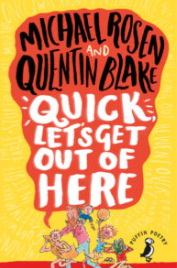 MICHAEL ROSEN
AND
QUENTIN BLAKE
QUICK,
LET'S GET
OUT OF
HERE
A PUFFIN POETRY